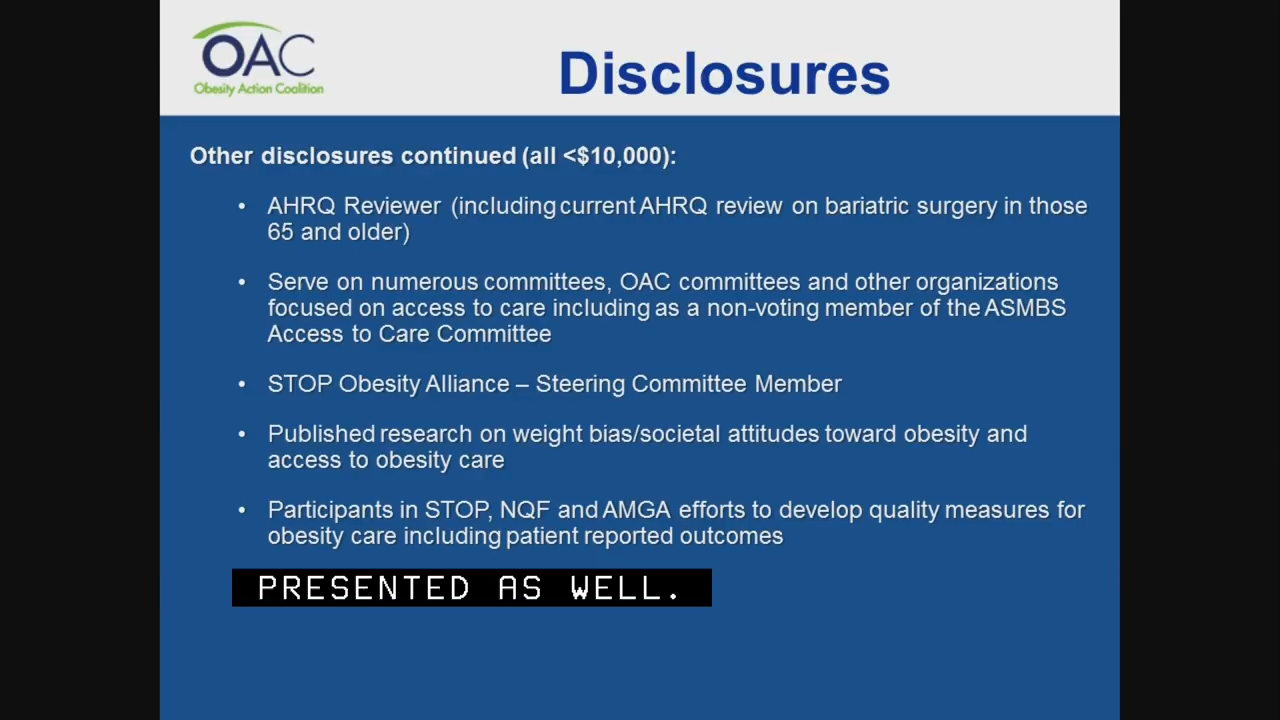 OAC
Obesity Action Coalition
Disclosures
Other disclosures continued (all <$10,000):
• AHRQ Reviewer (including current AHRQ review on bariatric surgery in those
65 and older)
• Serve on numerous committees, OAC committees and other organizations
focused on access to care including as a non-voting member of the ASMBS
Access to Care Committee
• STOP Obesity Alliance – Steering Committee Member
• Published research on weight bias/societal attitudes toward obesity and
access to obesity care
• Participants in STOP, NQF and AMGA efforts to develop quality measures for
obesity care including patient reported outcomes
PRESENTED AS WELL.